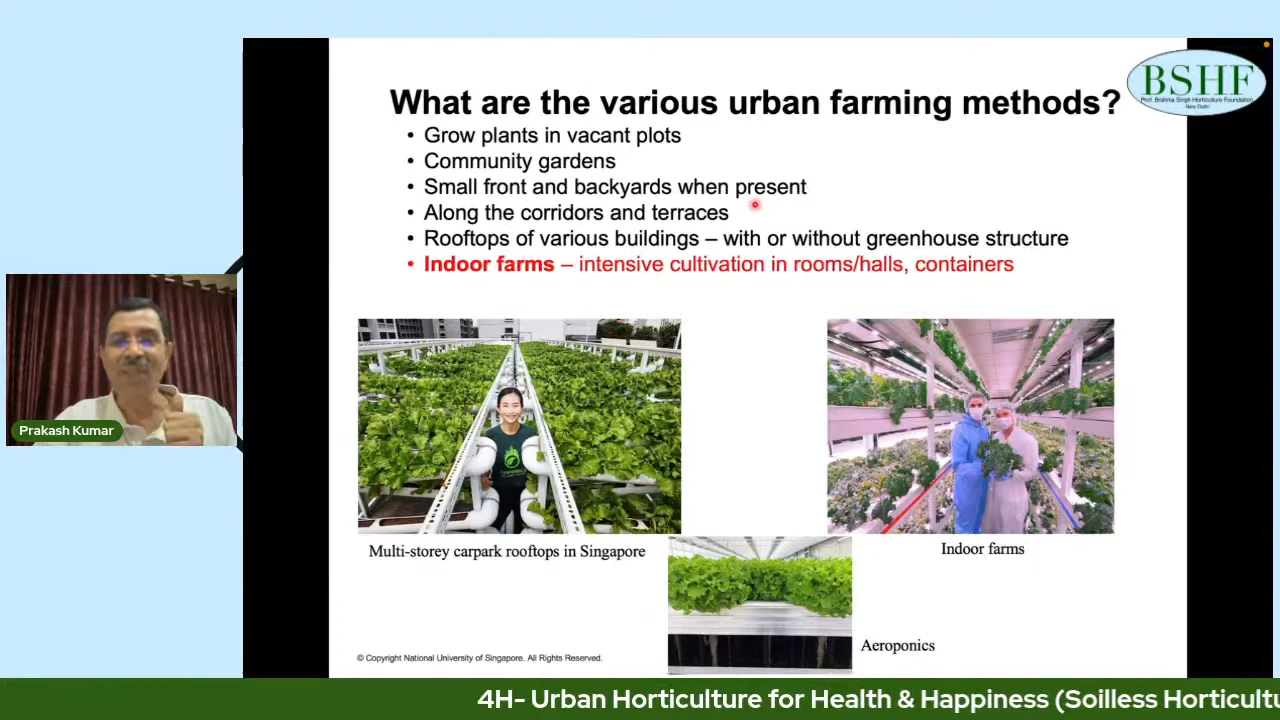 What are the various urban farming methods?
• Grow plants in vacant plots
• Community gardens
• Small front and backyards when present
• Along the corridors and terraces
• Rooftops of various buildings – with or without greenhouse structure
• Indoor farms – intensive cultivation in rooms/halls, containers
BSHF
Prof. Brahma Singh Horticulture Foundation
New Delhi
Prakash Kumar
Multi-storey carpark rooftops in Singapore
Indoor farms
Aeroponics
© Copyright National University of Singapore. All Rights Reserved.
4H- Urban Horticulture for Health & Happiness (Soilless Horticultu